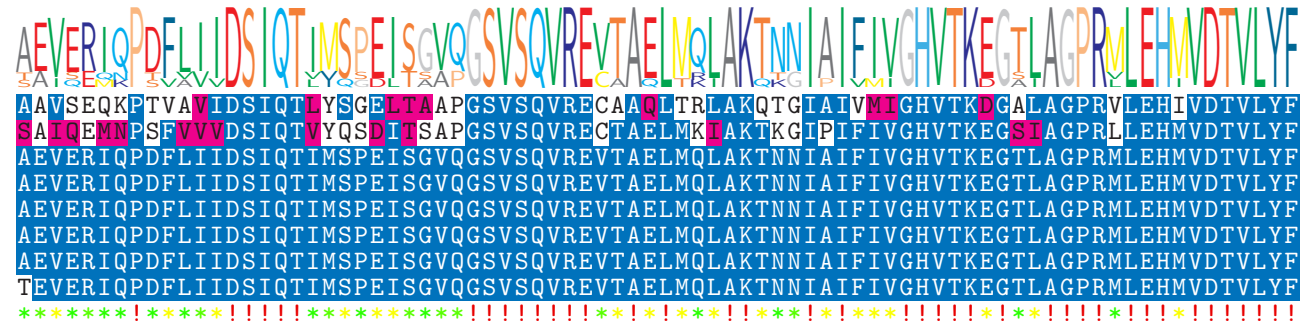 AEVERIQPDFLIIDSIQTIMSPEISGVQGSVSQVREVTAELMQLAKTNNIAIFIVGHVTKEGTLAGPRMLEHMVDTVLYF
AAVSEQKPTVAVIDSIQTLYSGELTAAPGSVSQVRECAAQLTRLAKQTGIAIVMIGHVTKDGALAGPRVLEHIVDTVLYF
SAIQEMNPSFVVVDSIQTVYQSDITSAPGSVSQVRECTAELMKIAKTKGIPIFIVGHVTKEGSIAGPRLLEHMVDTVLYF
AEVERIQPDFLIIDSIQTIMSPEISGVQGSVSQVREVTAELMQLAKTNNIAIFIVGHVTKEGTLAGPRMLEHMVDTVLYF
AEVERIQPDFLIIDSIQTIMSPEISGVQGSVSQVREVTAELMQLAKTNNIAIFIVGHVTKEGTLAGPRMLEHMVDTVLYF
AEVERIQPDFLIIDSIQTIMSPEISGVQGSVSQVREVTAELMQLAKTNNIAIFIVGHVTKEGTLAGPRMLEHMVDTVLYF
AEVERIQPDFLIIDSIQTIMSPEISGVQGSVSQVREVTAELMQLAKTNNIAIFIVGHVTKEGTLAGPRMLEHMVDTVLYF
AEVERIQPDFLIIDSIQTIMSPEISGVQGSVSQVREVTAELMQLAKTNNIAIFIVGHVTKEGTLAGPRMLEHMVDTVLYF
TEVERIQPDFLIIDSIQTIMSPEISGVQGSVSQVREVTAELMQLAKTNNIAIFIVGHVTKEGTLAGPRMLEHMVDTVLYF
*******!*****!!!!!**********!!!!!!!!**!*!***!!***!*!***!!!!!*!**!!!!*!!!*!!!!!!!